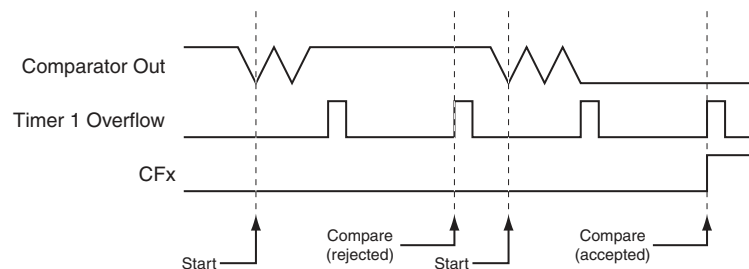 Comparator Out
Timer 1 Overflow
CFx
Start
Compare
(rejected)
Start
Compare
(accepted)